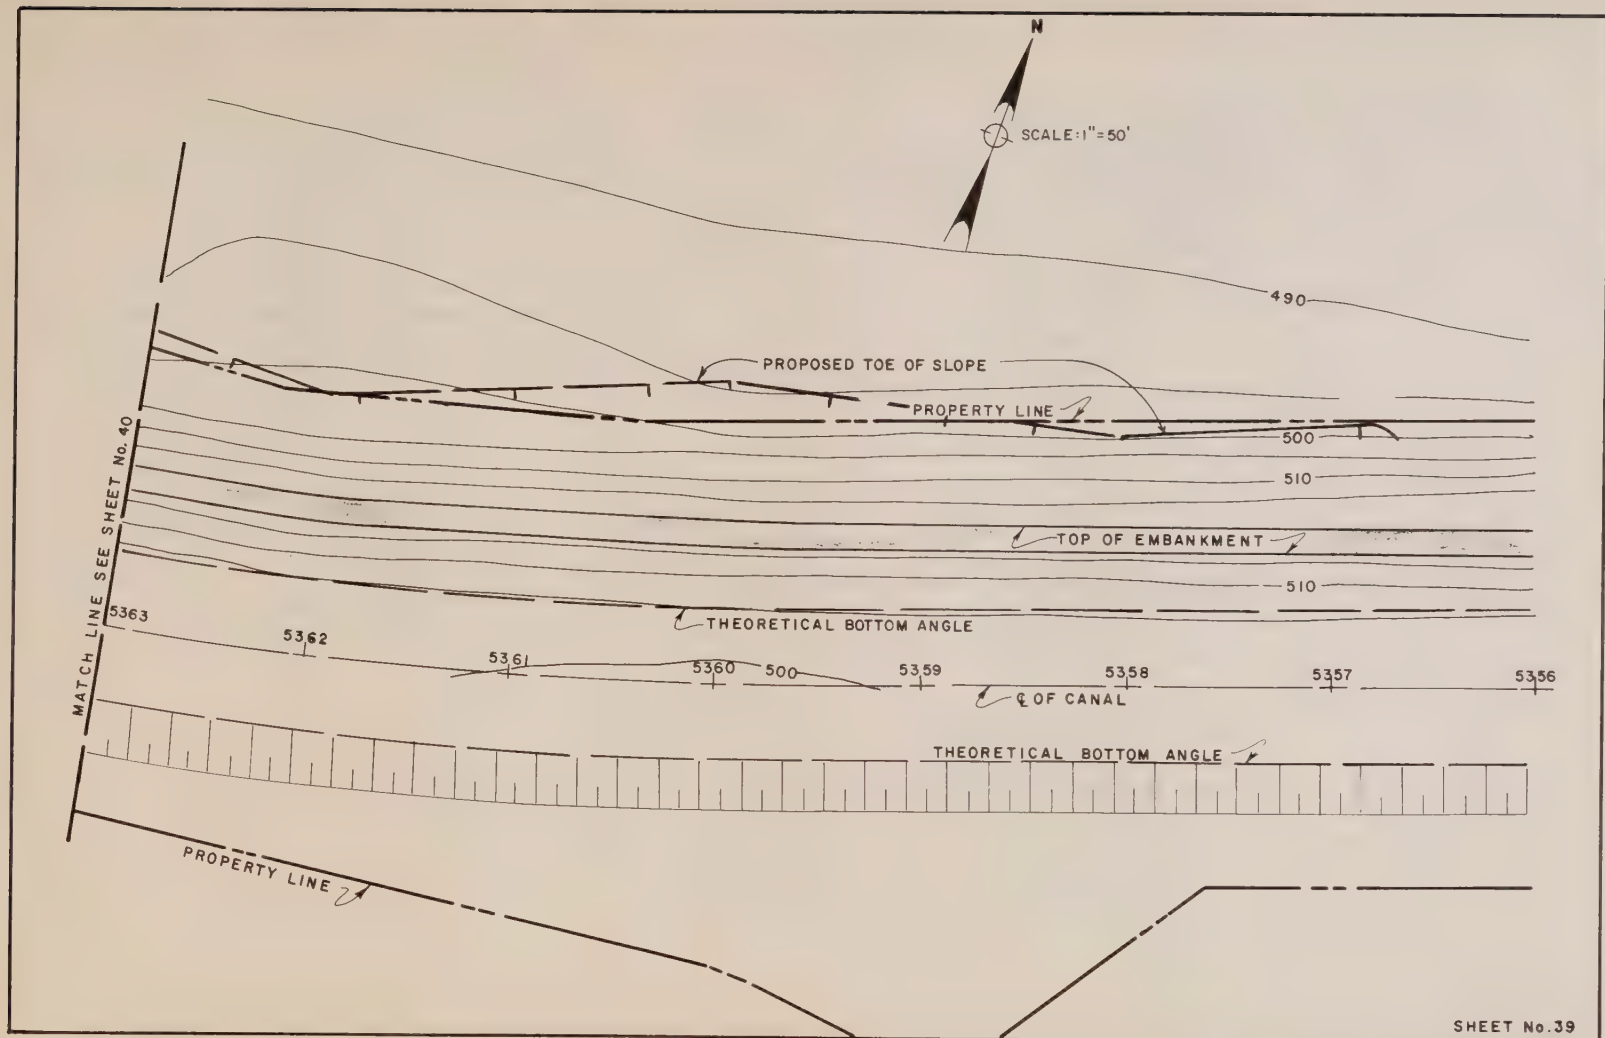 N
SCALE: 1" = 50'
490
PROPOSED TOE OF SLOPE
PROPERTY LINE
500
510
TOP OF EMBANKMENT
510
THEORETICAL BOTTOM ANGLE
MATCH LINE SEE SHEET No. 40
5363
5362
5361
5360
500
5359
5358
5357
5356
℄ OF CANAL
THEORETICAL BOTTOM ANGLE
PROPERTY LINE
SHEET No. 39